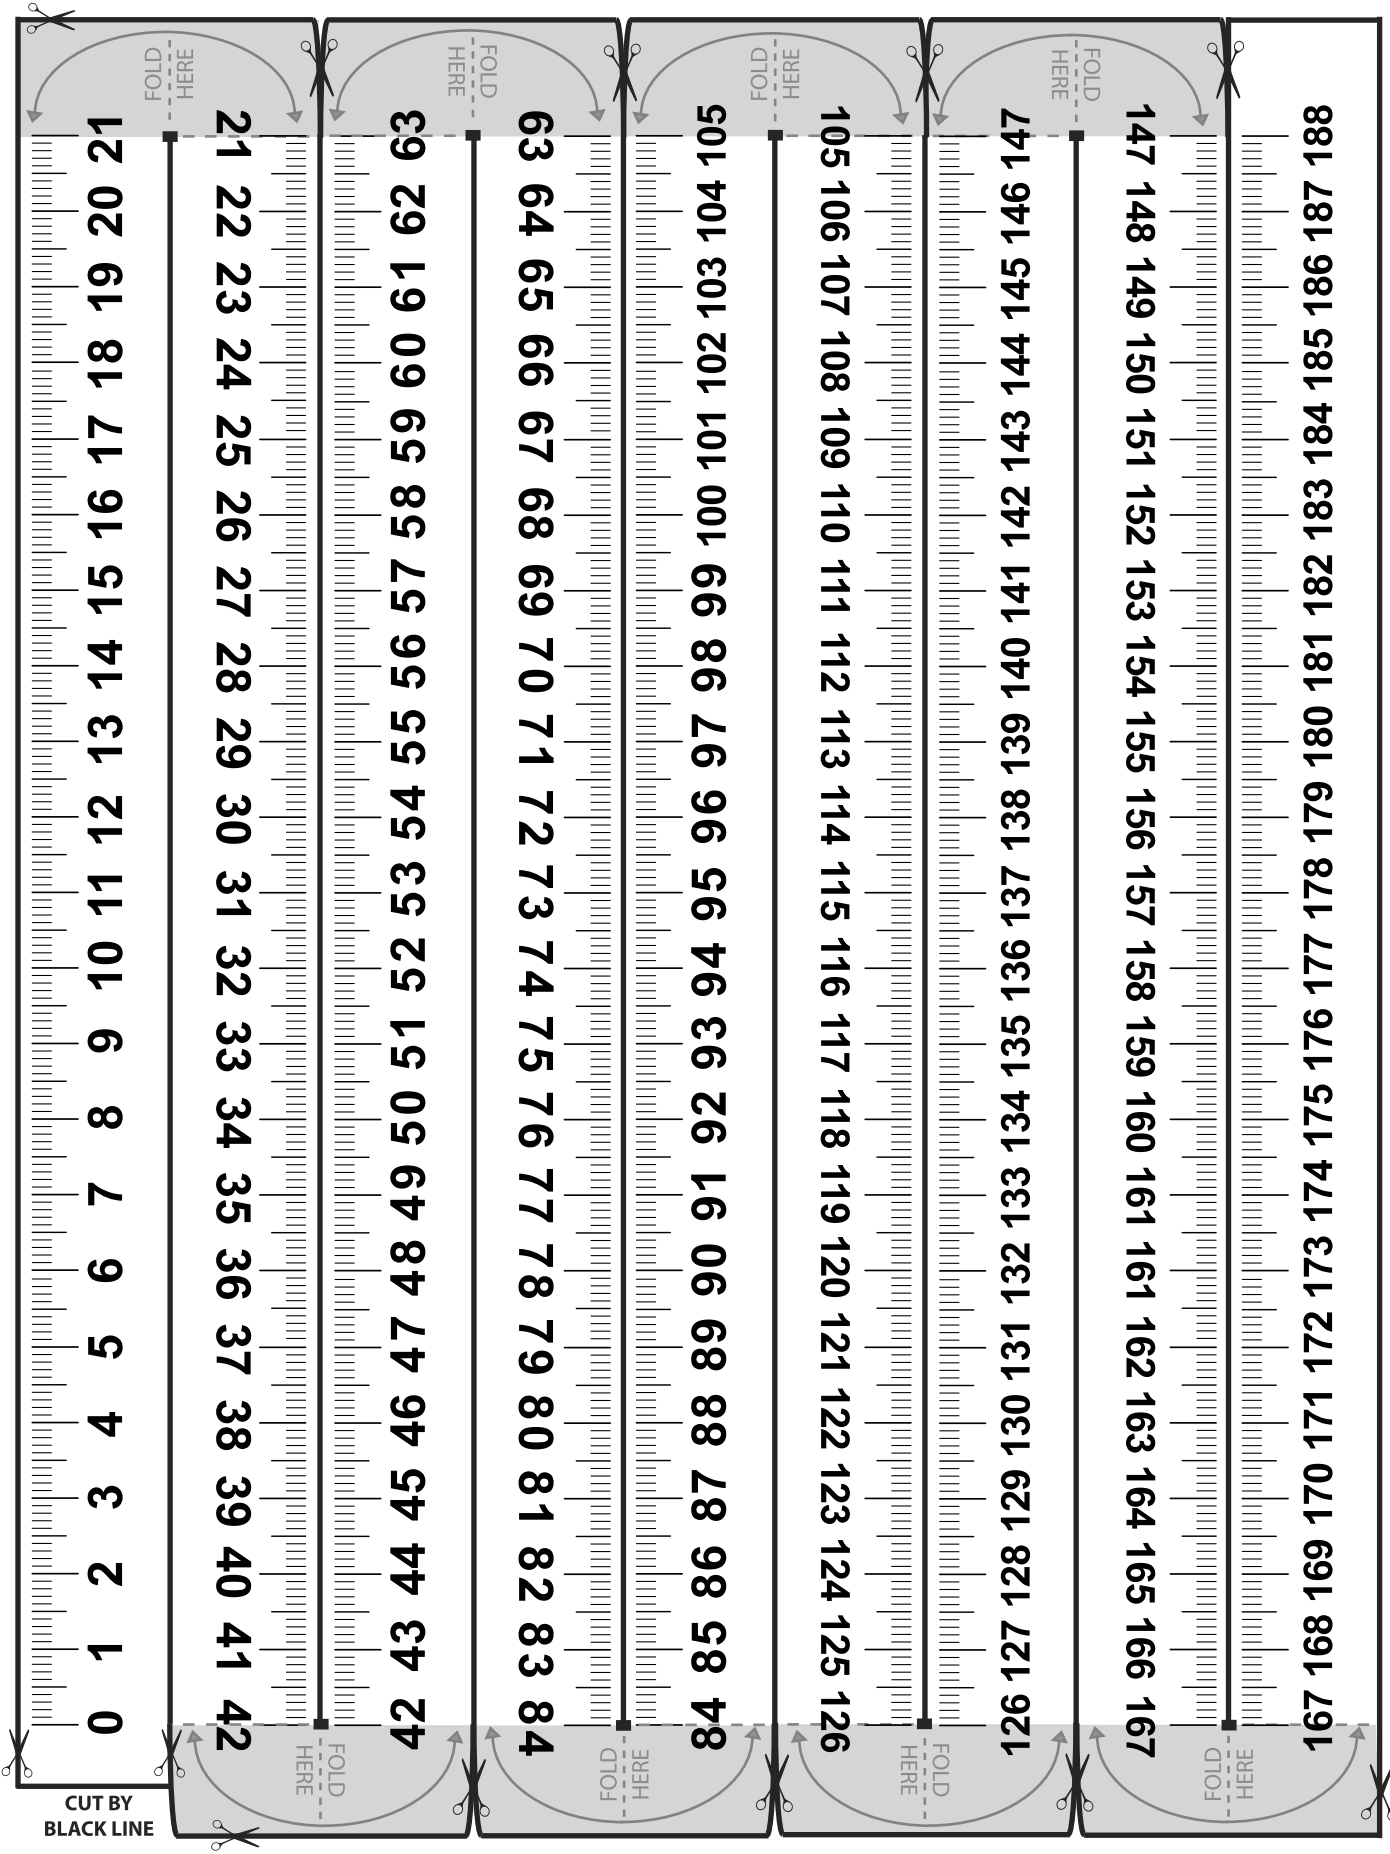 FOLD
HERE
FOLD
HERE
FOLD
HERE
FOLD
HERE
0 1 2 3 4 5 6 7 8 9 10 11 12 13 14 15 16 17 18 19 20 21
21 22 23 24 25 26 27 28 29 30 31 32 33 34 35 36 37 38 39 40 41 42
42 43 44 45 46 47 48 49 50 51 52 53 54 55 56 57 58 59 60 61 62 63
63 64 65 66 67 68 69 70 71 72 73 74 75 76 77 78 79 80 81 82 83 84
84 85 86 87 88 89 90 91 92 93 94 95 96 97 98 99 100 101 102 103 104 105
105 106 107 108 109 110 111 112 113 114 115 116 117 118 119 120 121 122 123 124 125 126
126 127 128 129 130 131 132 133 134 135 136 137 138 139 140 141 142 143 144 145 146 147
147 148 149 150 151 152 153 154 155 156 157 158 159 160 161 161 162 163 164 165 166 167
167 168 169 170 171 172 173 174 175 176 177 178 179 180 181 182 183 184 185 186 187 188
FOLD
HERE
FOLD
HERE
FOLD
HERE
FOLD
HERE
CUT BY
BLACK LINE